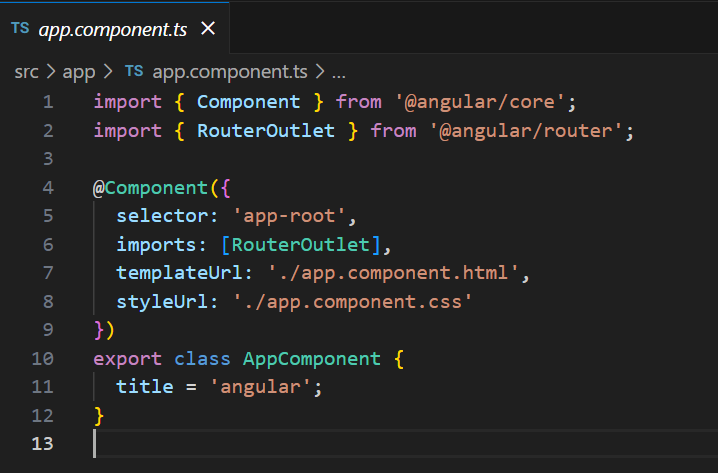 TS app.component.ts ×
src > app > TS app.component.ts > ...
1 import { Component } from '@angular/core';
2 import { RouterOutlet } from '@angular/router';
3
4 @Component({
5   selector: 'app-root',
6   imports: [RouterOutlet],
7   templateUrl: './app.component.html',
8   styleUrl: './app.component.css'
9 })
10 export class AppComponent {
11   title = 'angular';
12 }
13